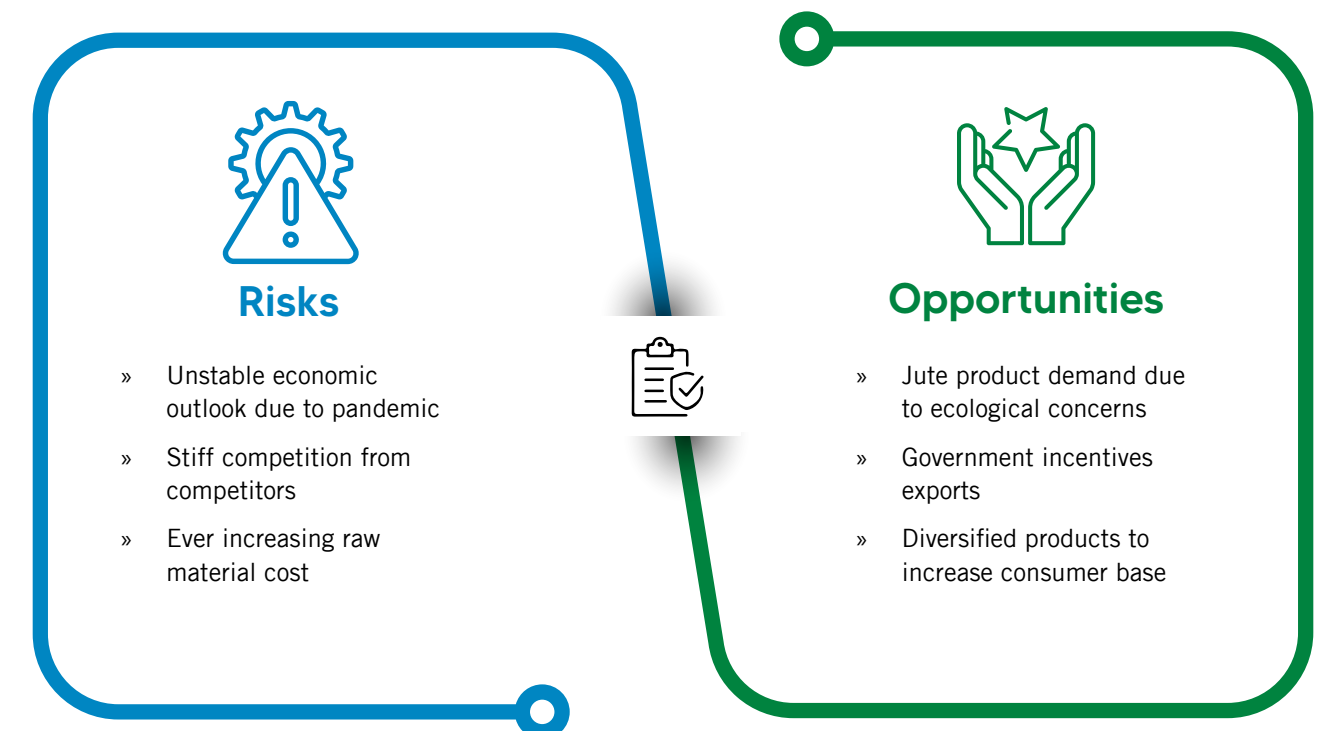 Risks
» Unstable economic
outlook due to pandemic
» Stiff competition from
competitors
» Ever increasing raw
material cost
Opportunities
» Jute product demand due
to ecological concerns
» Government incentives
exports
» Diversified products to
increase consumer base